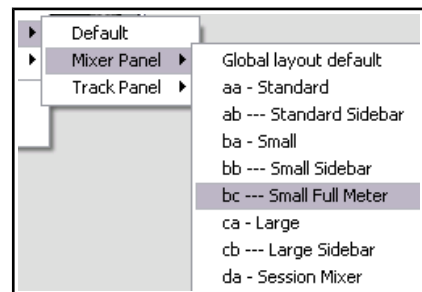 Default
Mixer Panel
Track Panel
Global layout default
aa - Standard
ab --- Standard Sidebar
ba - Small
bb --- Small Sidebar
bc --- Small Full Meter
ca - Large
cb --- Large Sidebar
da - Session Mixer